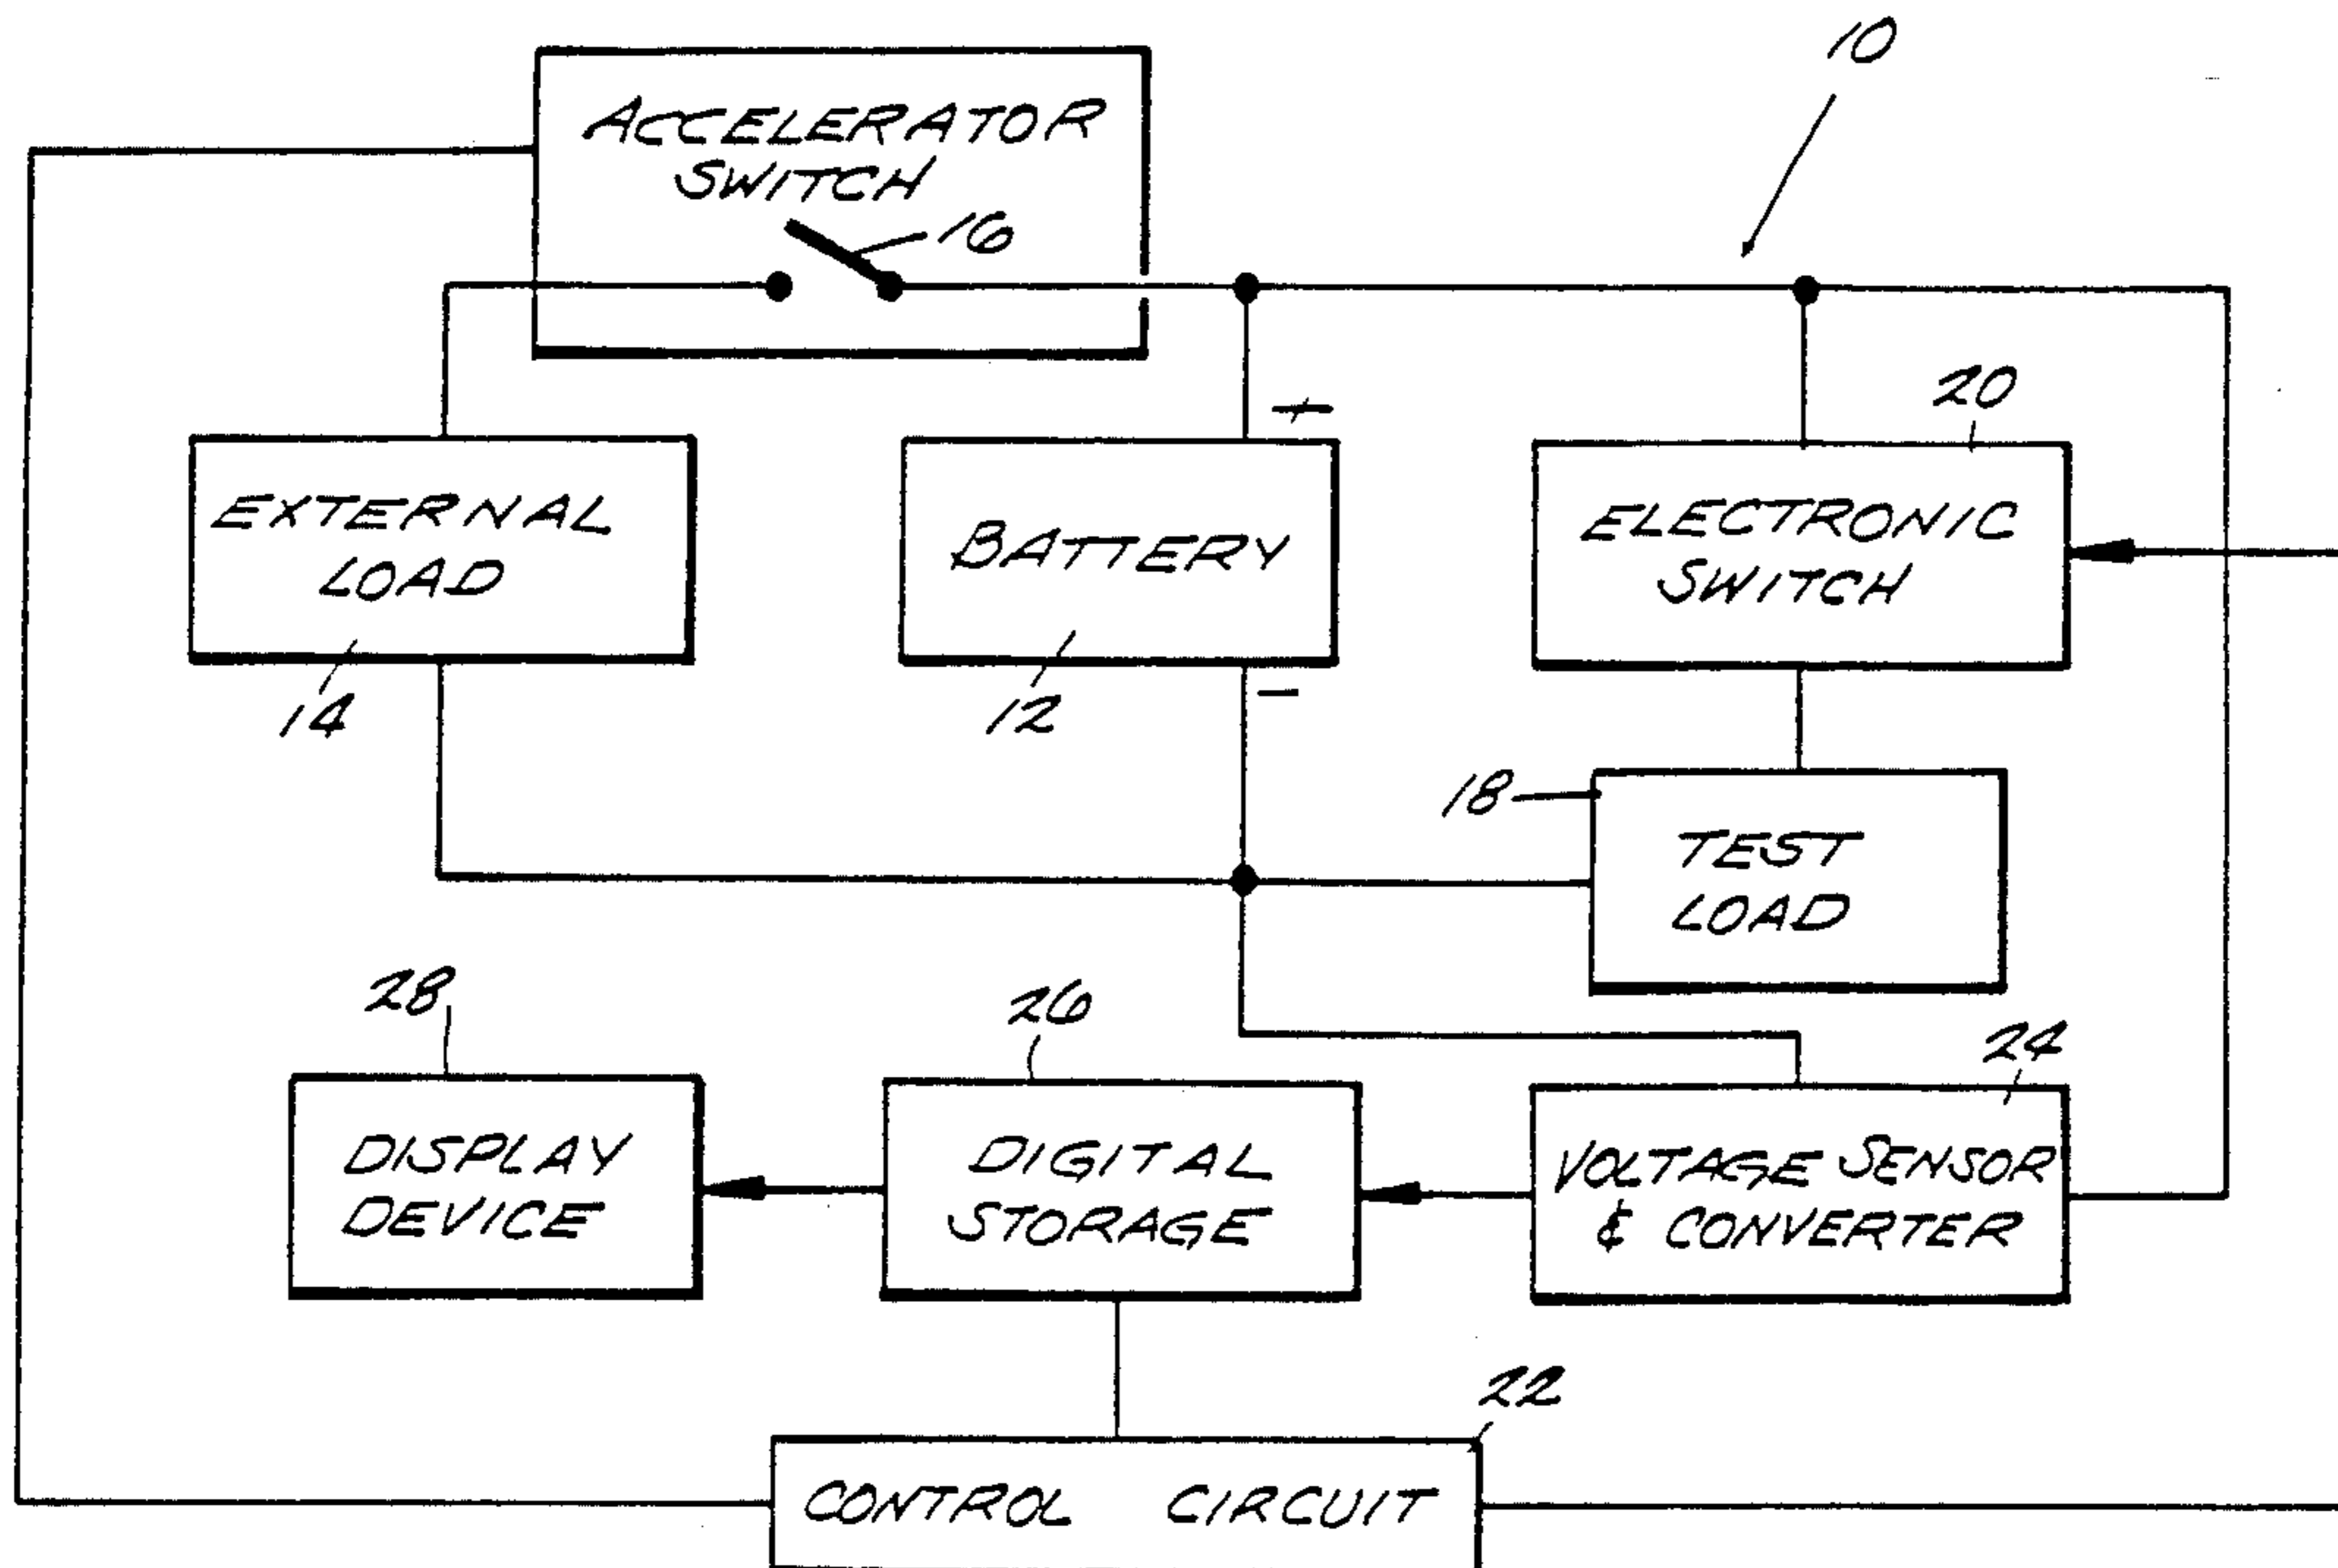 10
ACCELERATOR
SWITCH
16
+
20
EXTERNAL
LOAD
BATTERY
ELECTRONIC
SWITCH
14
12
-
18
TEST
LOAD
28
26
24
DISPLAY
DEVICE
DIGITAL
STORAGE
VOLTAGE SENSOR
& CONVERTER
22
CONTROL CIRCUIT